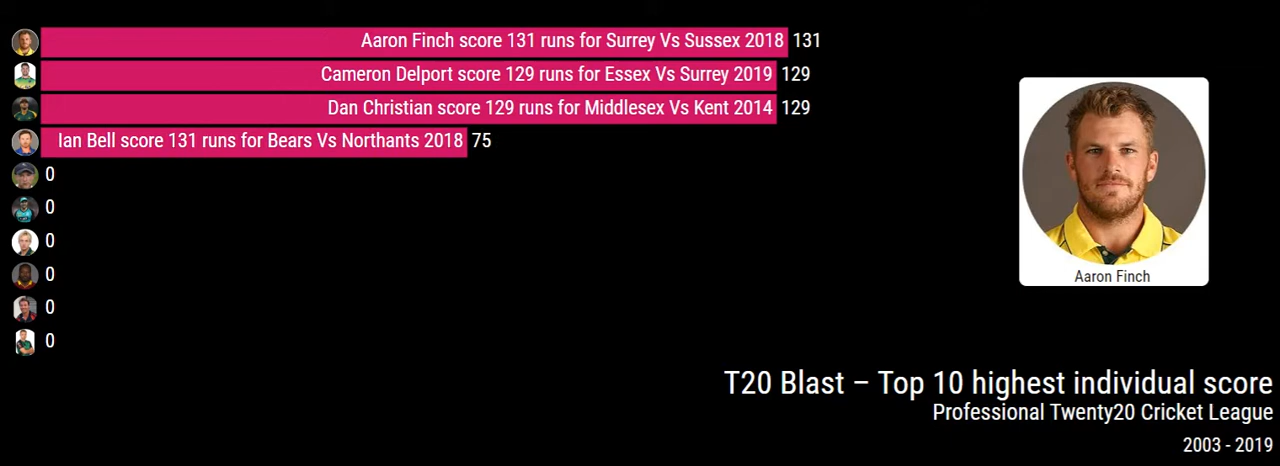 Aaron Finch score 131 runs for Surrey Vs Sussex 2018 131
Cameron Delport score 129 runs for Essex Vs Surrey 2019 129
Dan Christian score 129 runs for Middlesex Vs Kent 2014 129
Ian Bell score 131 runs for Bears Vs Northants 2018 75
0
0
0
0
0
0
Aaron Finch
T20 Blast – Top 10 highest individual score
Professional Twenty20 Cricket League
2003 - 2019